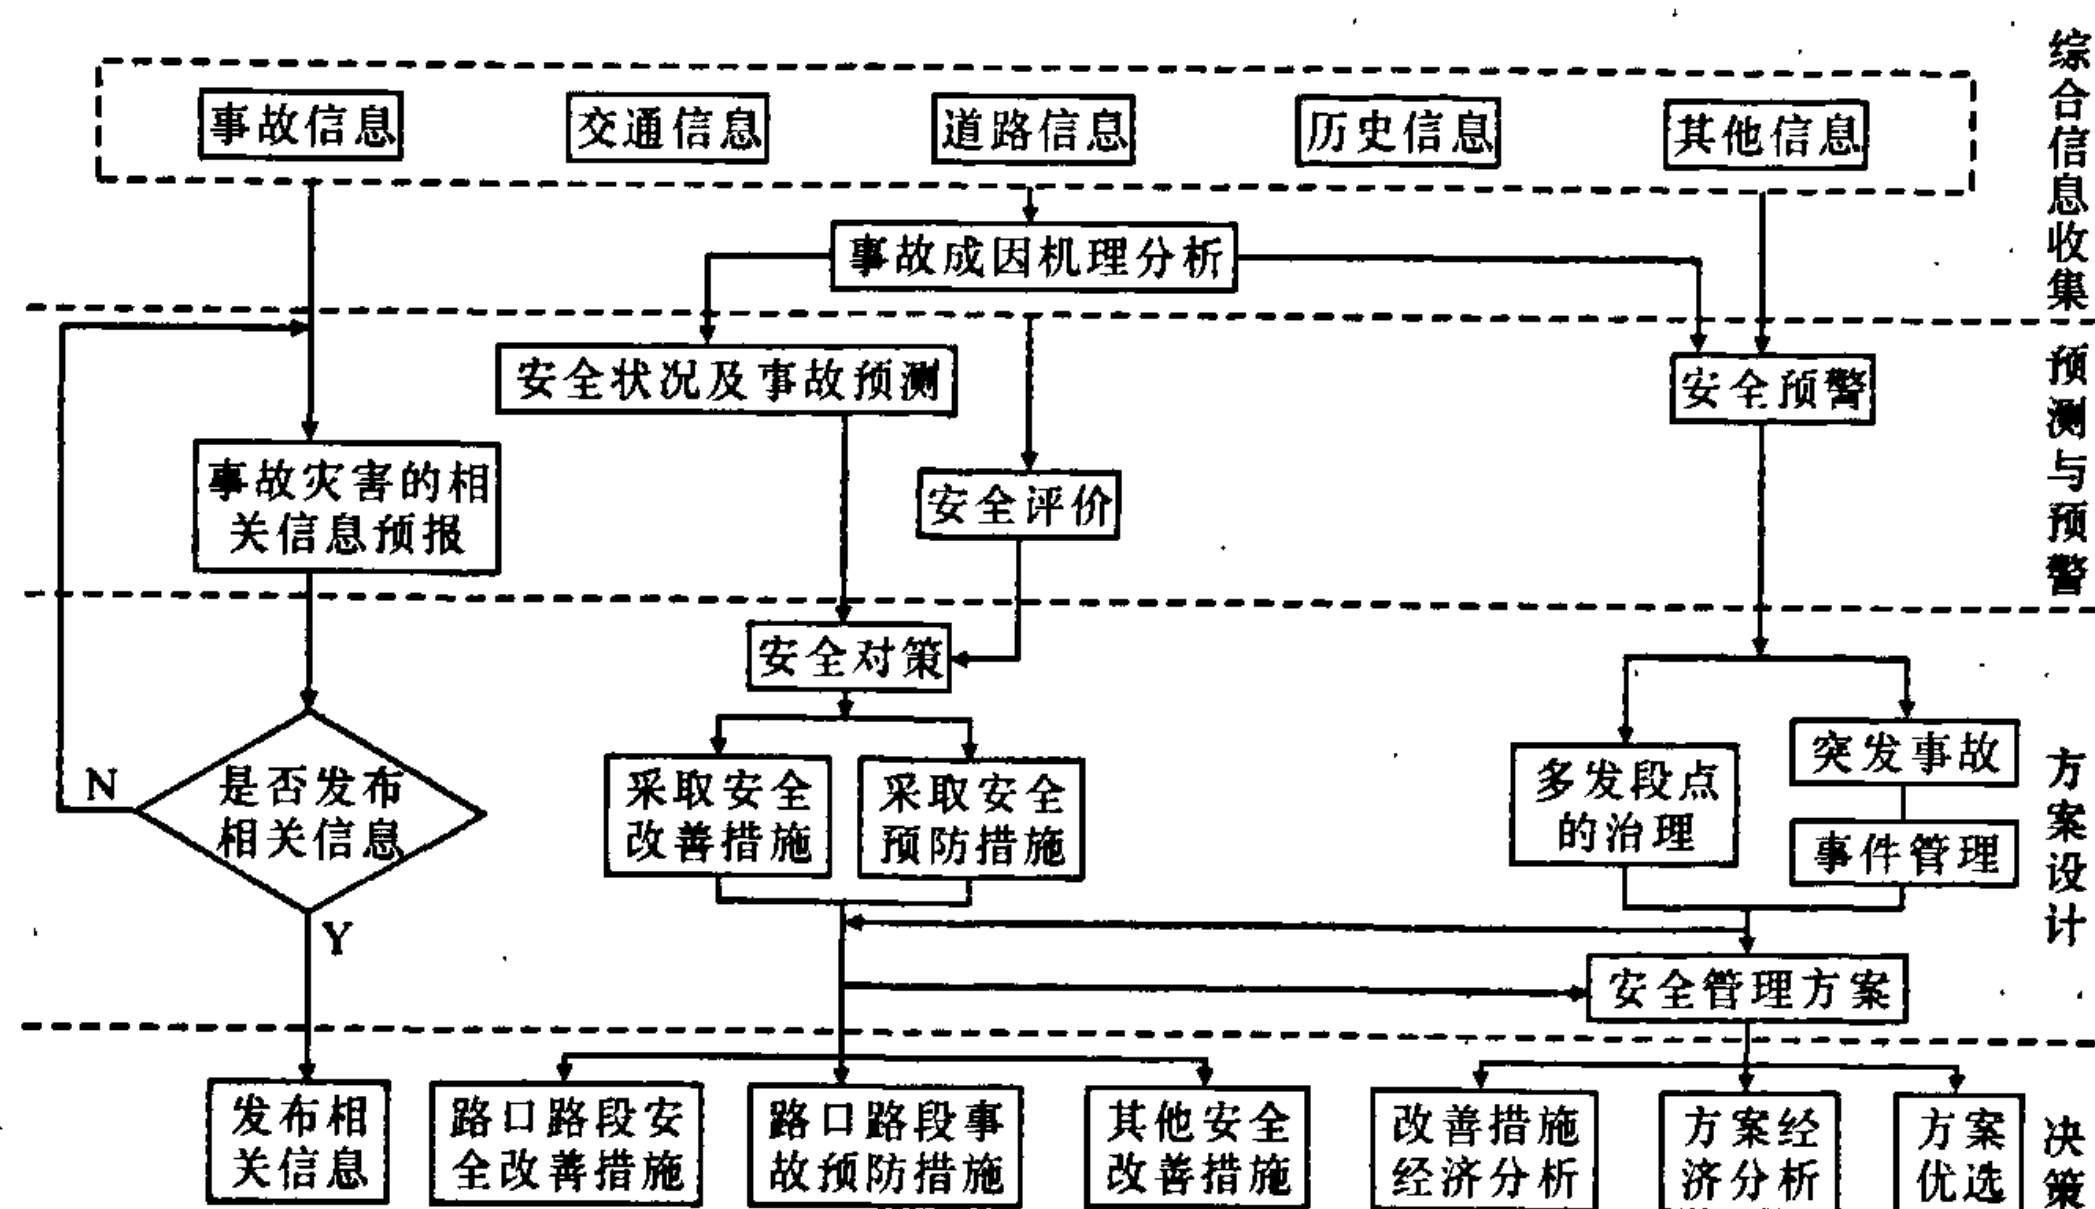 事故信息
交通信息
道路信息
历史信息
其他信息
综合信息收集
事故成因机理分析
安全状况及事故预测
安全预警
预测与预警
事故灾害的相
关信息预报
安全评价
安全对策
是否发布
相关信息
N
Y
采取安全
改善措施
采取安全
预防措施
多发段点
的治理
突发事故
事件管理
方案设计
安全管理方案
发布相
关信息
路口路段安
全改善措施
路口路段事
故预防措施
其他安全
改善措施
改善措施
经济分析
方案经
济分析
方案
优选
决策